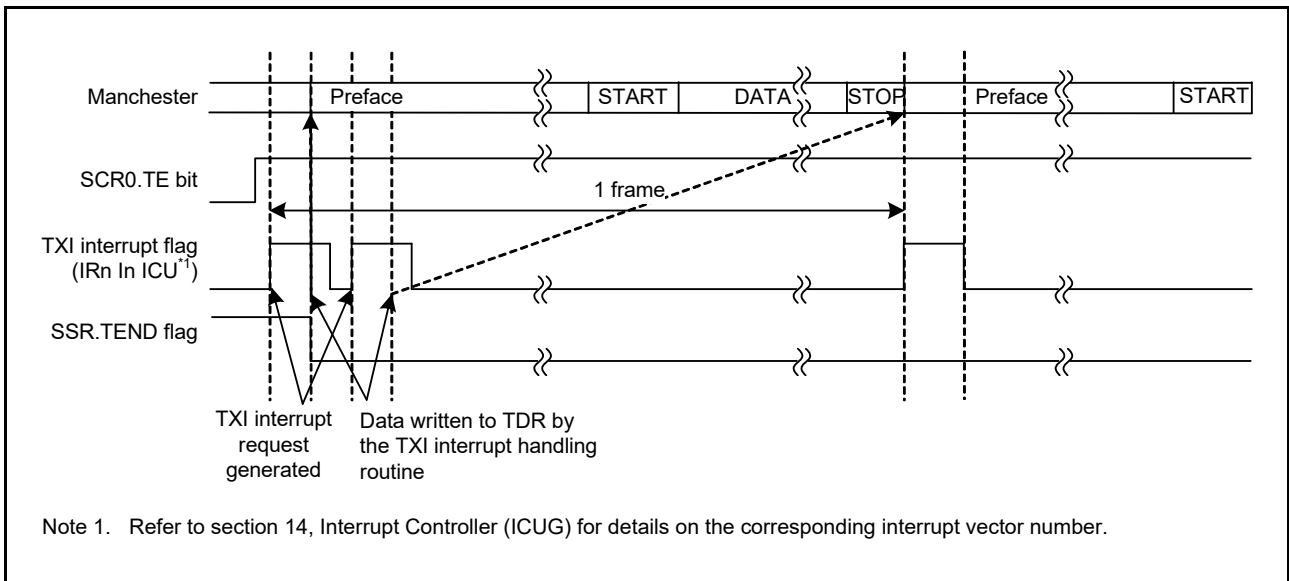 Manchester
Preface
START
DATA
STOP
Preface
START
SCR0.TE bit
1 frame
TXI interrupt flag
(IRn In ICU*1)
SSR.TEND flag
TXI interrupt
request
generated
Data written to TDR by
the TXI interrupt handling
routine
Note 1. Refer to section 14, Interrupt Controller (ICUG) for details on the corresponding interrupt vector number.